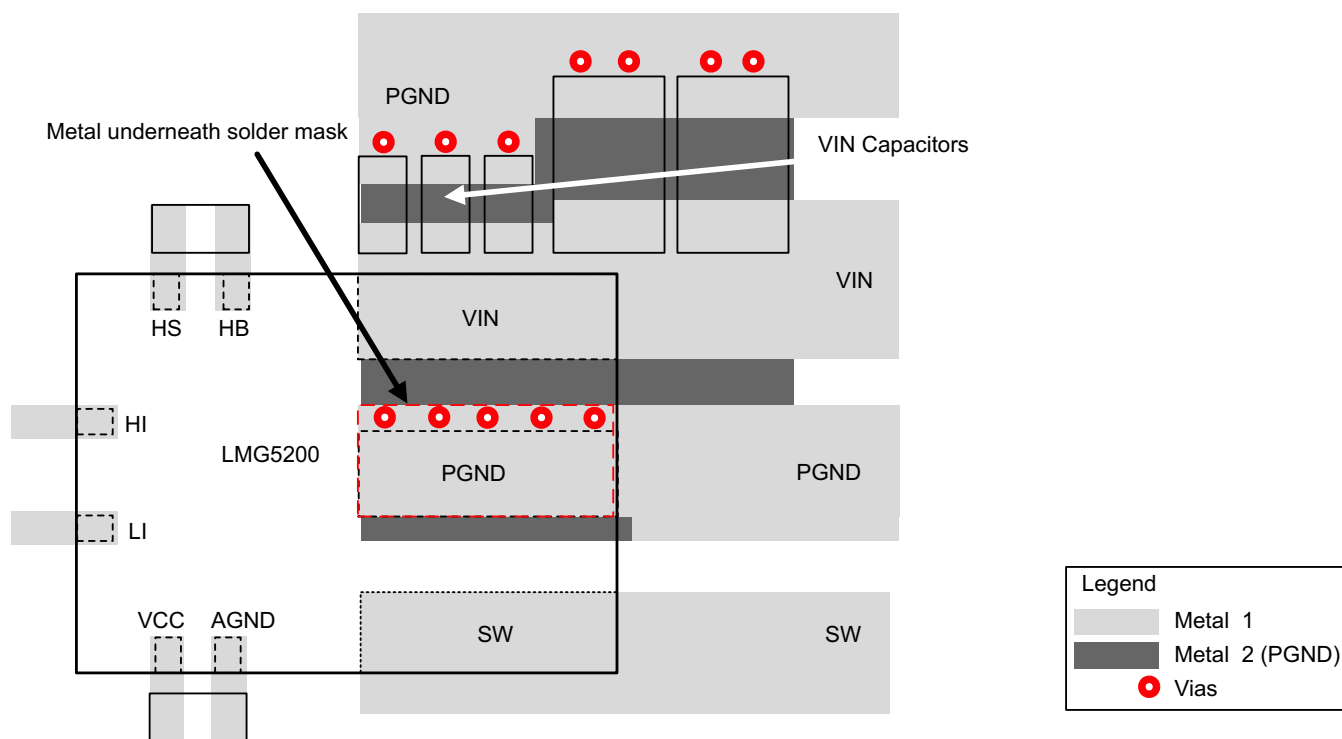 PGND
Metal underneath solder mask
VIN Capacitors
VIN
VIN
HS HB
HI
LMG5200
PGND
PGND
LI
VCC AGND
SW
SW
Legend
Metal 1
Metal 2 (PGND)
Vias